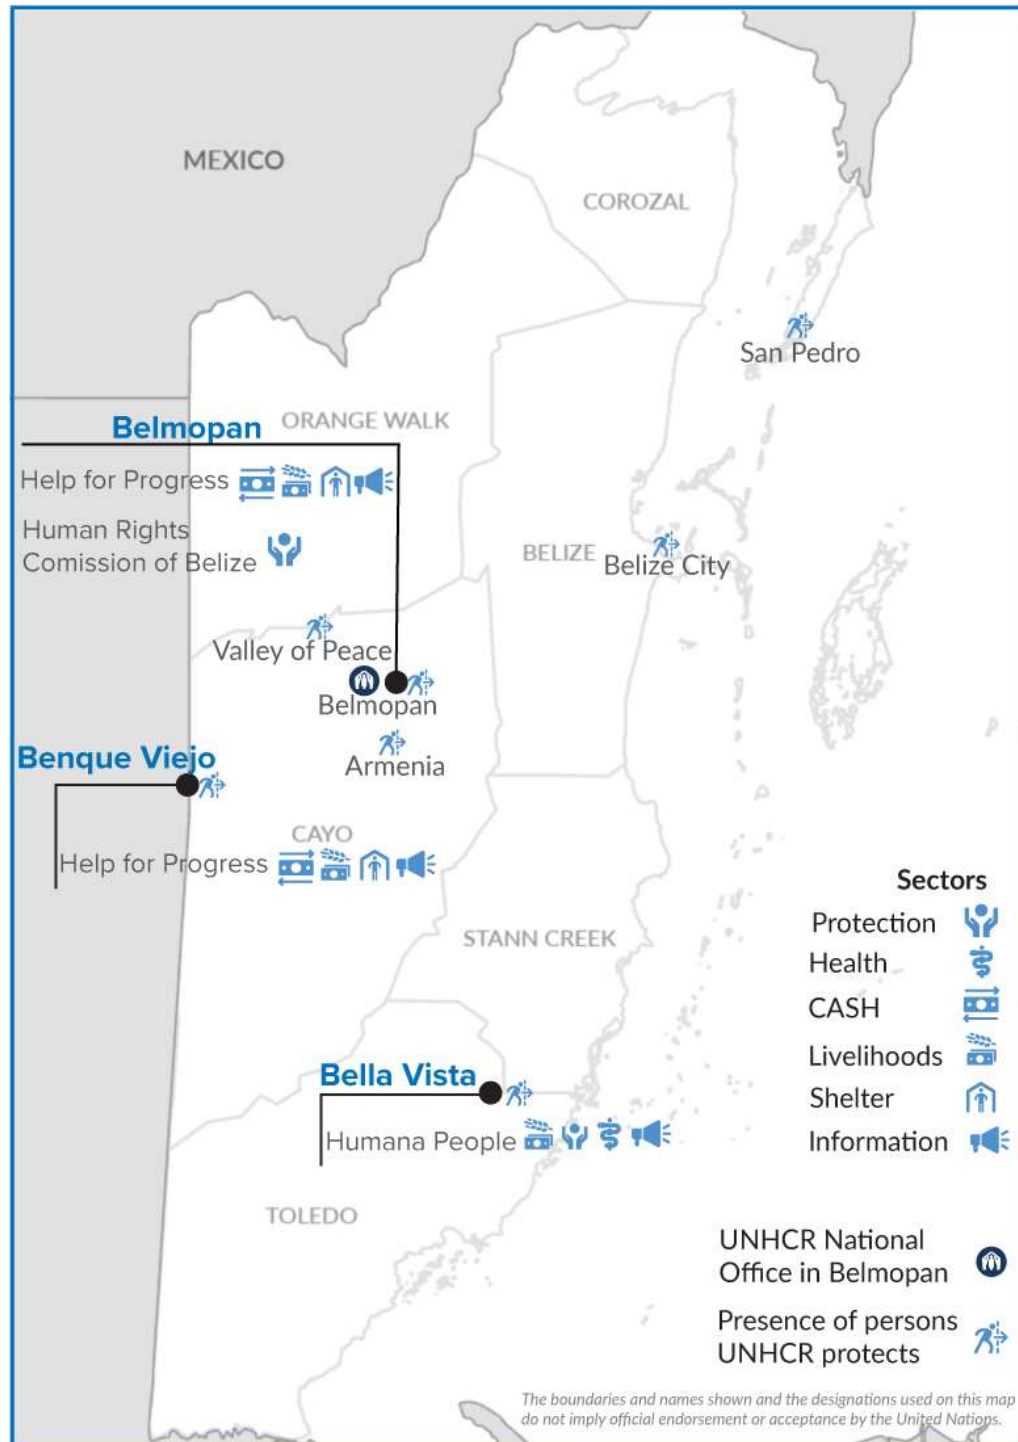 MEXICO
COROZAL
San Pedro
Belmopan
ORANGE WALK
Help for Progress
Human Rights
Comission of Belize
BELIZE
Belize City
Valley of Peace
Belmopan
Armenia
Benque Viejo
CAYO
Help for Progress
STANN CREEK
Bella Vista
Humana People
TOLEDO
Sectors
Protection
Health
CASH
Livelihoods
Shelter
Information
UNHCR National
Office in Belmopan
Presence of persons
UNHCR protects
The boundaries and names shown and the designations used on this map
do not imply official endorsement or acceptance by the United Nations.